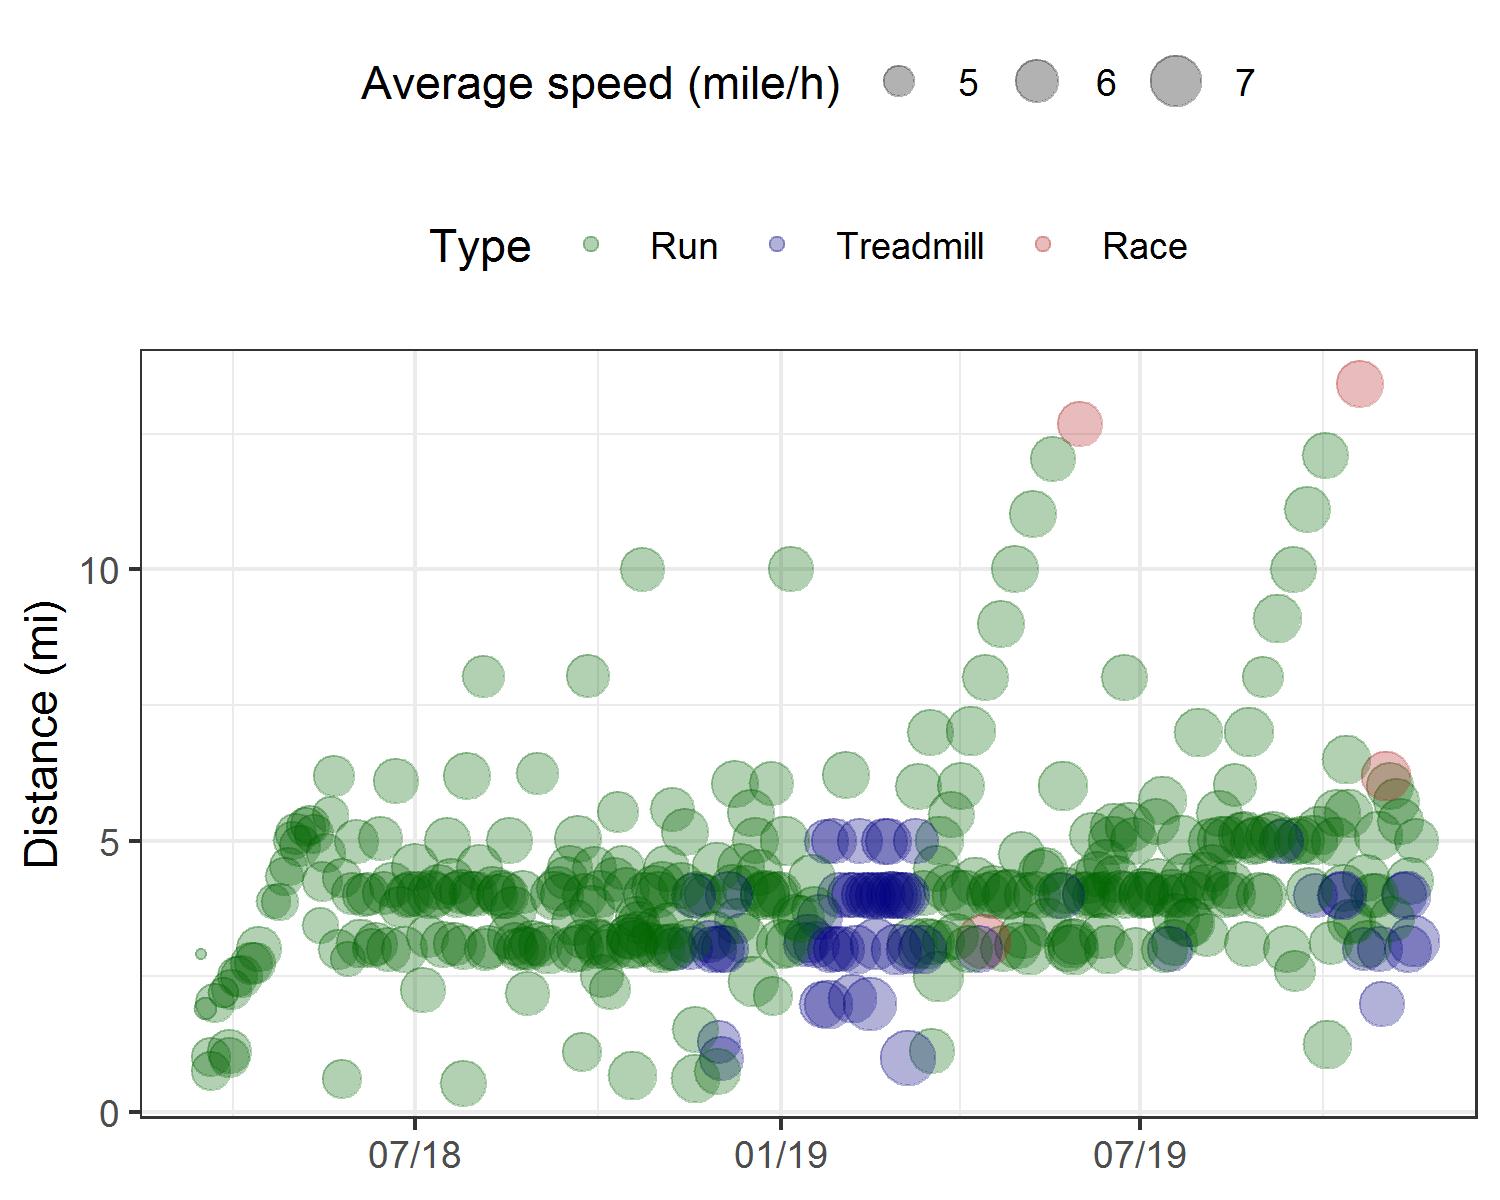 Average speed (mile/h) 5 6 7
Type Run Treadmill Race
Distance (mi)
10
5
0
07/18 01/19 07/19